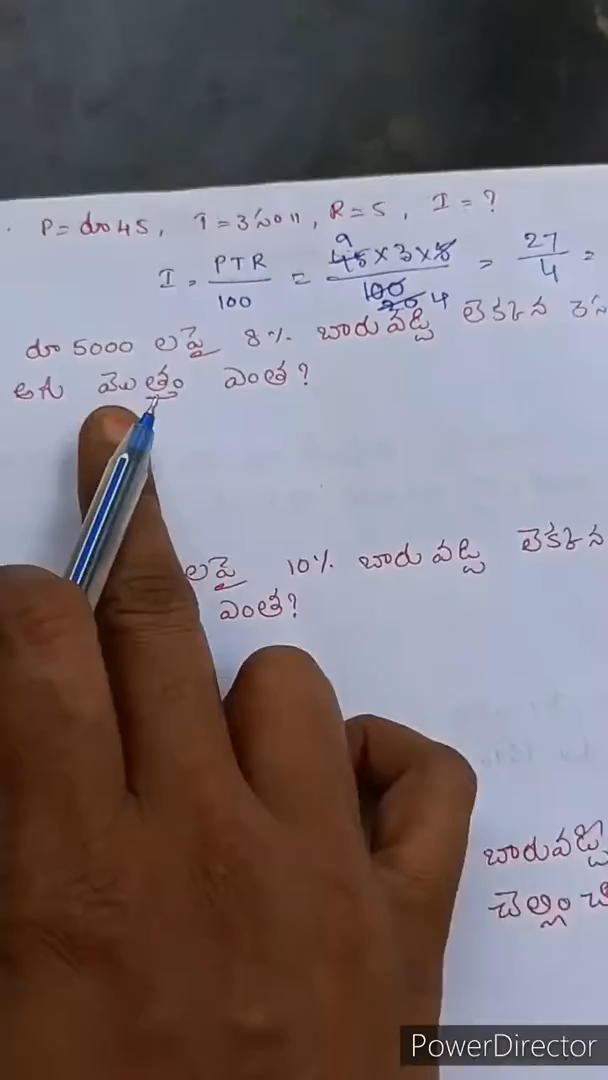 P = రూ 45, T = 3సం॥, R = 5, I = ?
I = PTR/100 = 9 45 × 3 × 5/100 20 4 = 27/4 =
రూ 5000 లపై 8% బారువడ్డి లెక్కన
అగు మొత్తం ఎంత?
లపై 10% బారువడ్డి లెక్కన
ఎంత?
బారువడ్డి
PowerDirector